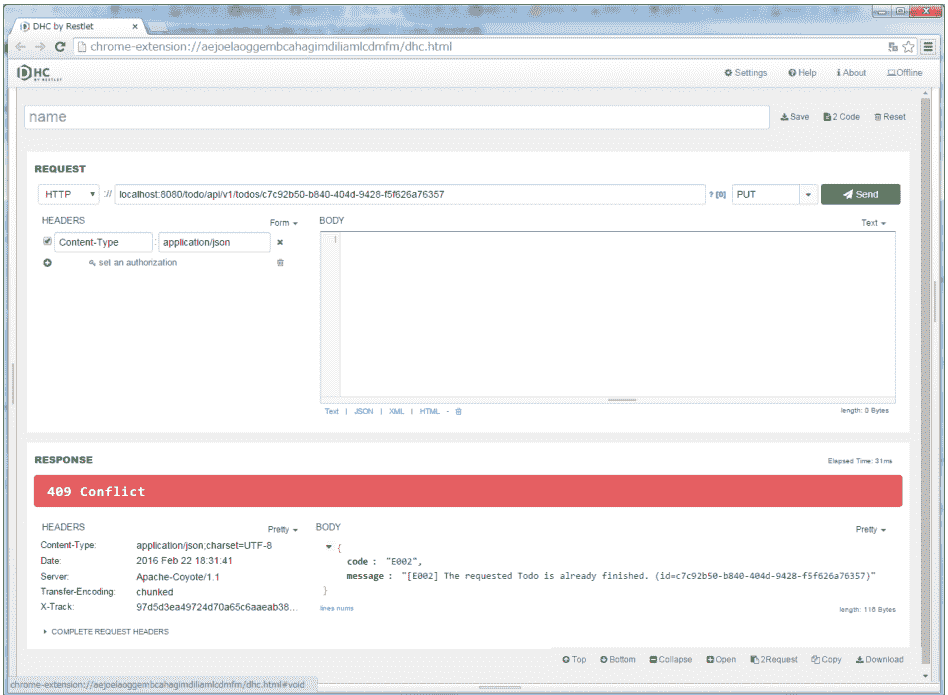 DHC by Restlet
chrome-extension://aejoelaoggembcahagimdiliamlcdmfm/dhc.html
DHC
BY RESTLET
Settings Help About Offline
name
Save 2 Code Reset
REQUEST
HTTP :// localhost:8080/todo/api/v1/todos/c7c92b50-b840-404d-9428-f5f626a76357 ? [0] PUT Send
HEADERS Form BODY Text
Content-Type : application/json 1
set an authorization
Text | JSON | XML | HTML - length: 0 Bytes
RESPONSE Elapsed Time: 31ms
409 Conflict
HEADERS Pretty BODY Pretty
Content-Type: application/json;charset=UTF-8 {
Date: 2016 Feb 22 18:31:41 code : "E002",
Server: Apache-Coyote/1.1 message : "[E002] The requested Todo is already finished. (id=c7c92b50-b840-404d-9428-f5f626a76357)"
Transfer-Encoding: chunked }
X-Track: 97d5d3ea49724d70a65c6aaeab38... lines nums length: 116 Bytes
COMPLETE REQUEST HEADERS
Top Bottom Collapse Open 2Request Copy Download
chrome-extension://aejoelaoggembcahagimdiliamlcdmfm/dhc.html#void